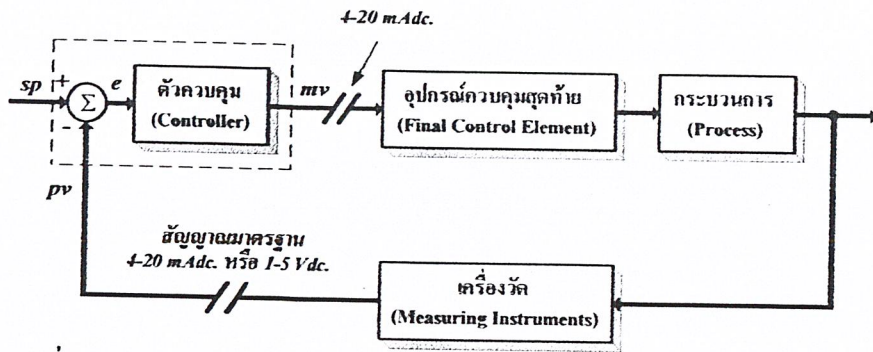 4-20 mAdc.
sp
+
Σ
-
e
ตัวควบคุม
(Controller)
mv
อุปกรณ์ควบคุมสุดท้าย
(Final Control Element)
กระบวนการ
(Process)
pv
สัญญาณมาตรฐาน
4-20 mAdc. หรือ 1-5 Vdc.
เครื่องวัด
(Measuring Instruments)